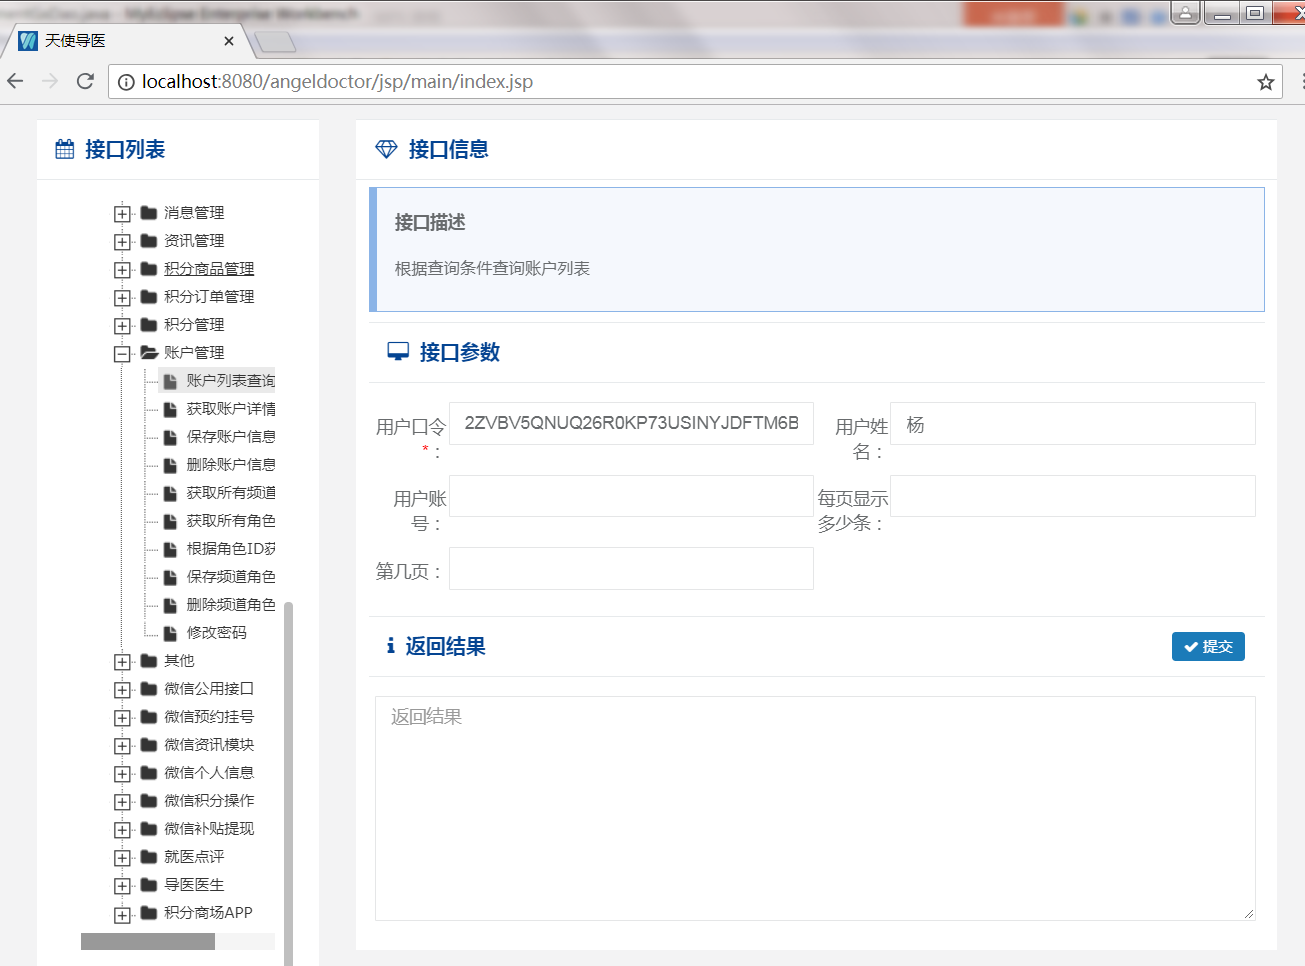 MyEclipse Enterprise Workbench
天使导医
localhost:8080/angeldoctor/jsp/main/index.jsp
接口列表
消息管理
资讯管理
积分商品管理
积分订单管理
积分管理
账户管理
账户列表查询
获取账户详情
保存账户信息
删除账户信息
获取所有频道
获取所有角色
根据角色ID获
保存频道角色
删除频道角色
修改密码
其他
微信公用接口
微信预约挂号
微信资讯模块
微信个人信息
微信积分操作
微信补贴提现
就医点评
导医医生
积分商场APP
接口信息
接口描述
根据查询条件查询账户列表
接口参数
用户口令
*：
2ZVBV5QNUQ26R0KP73USINYJDFTM6B
用户姓
名：
杨
用户账
号：
每页显示
多少条：
第几页：
返回结果
提交
返回结果